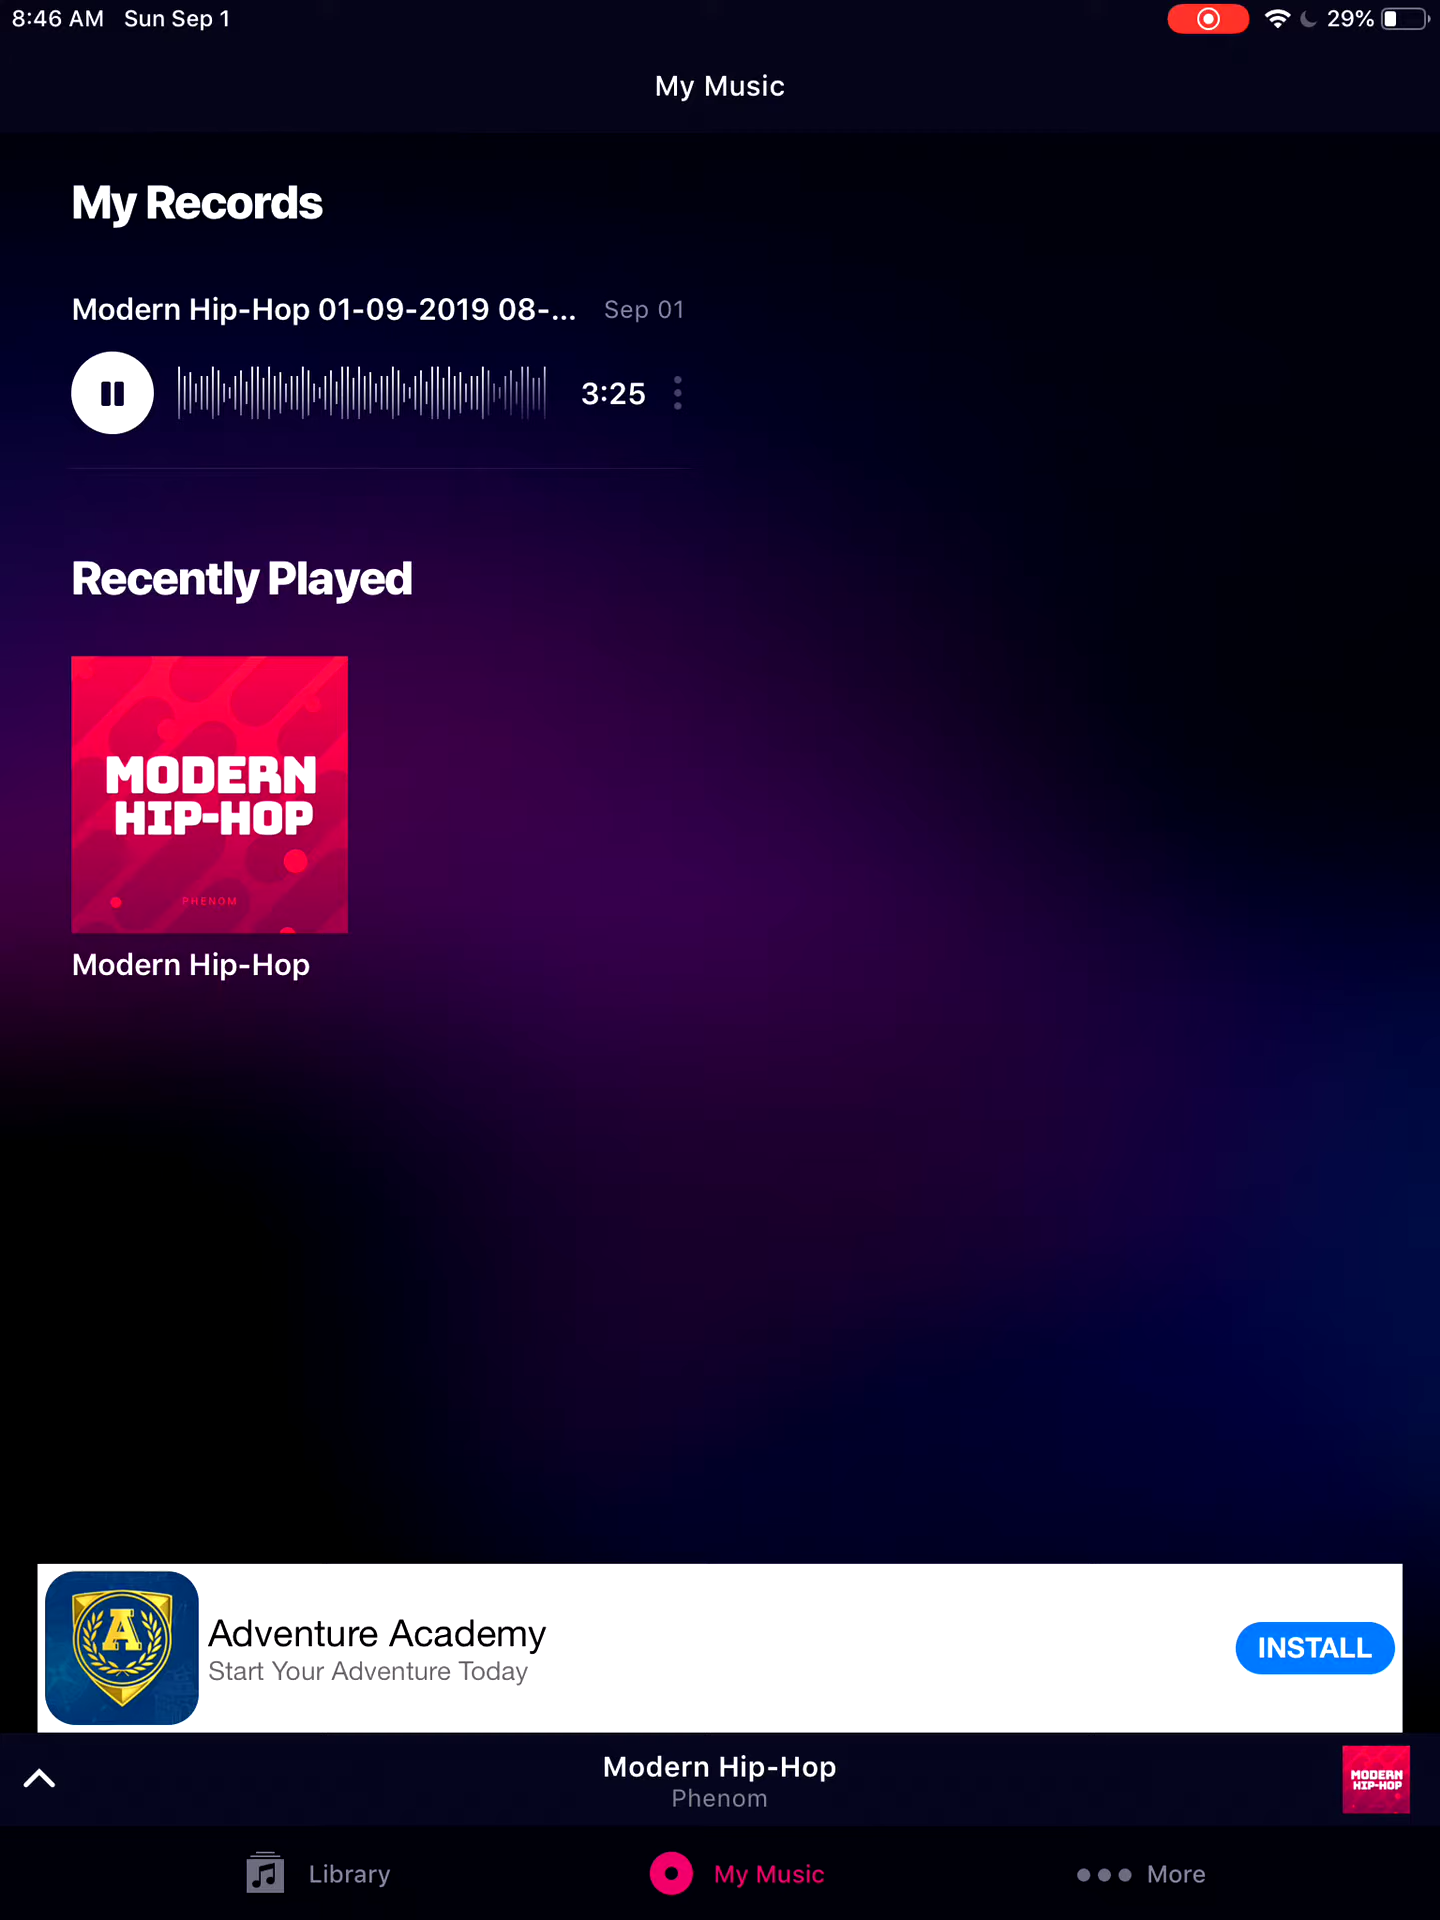 8:46 AM Sun Sep 1
29%
My Music
My Records
Modern Hip-Hop 01-09-2019 08-... Sep 01
3:25
Recently Played
MODERN
HIP-HOP
PHENOM
Modern Hip-Hop
A
Adventure Academy
Start Your Adventure Today
INSTALL
Modern Hip-Hop
Phenom
MODERN
HIP-HOP
Library
My Music
More